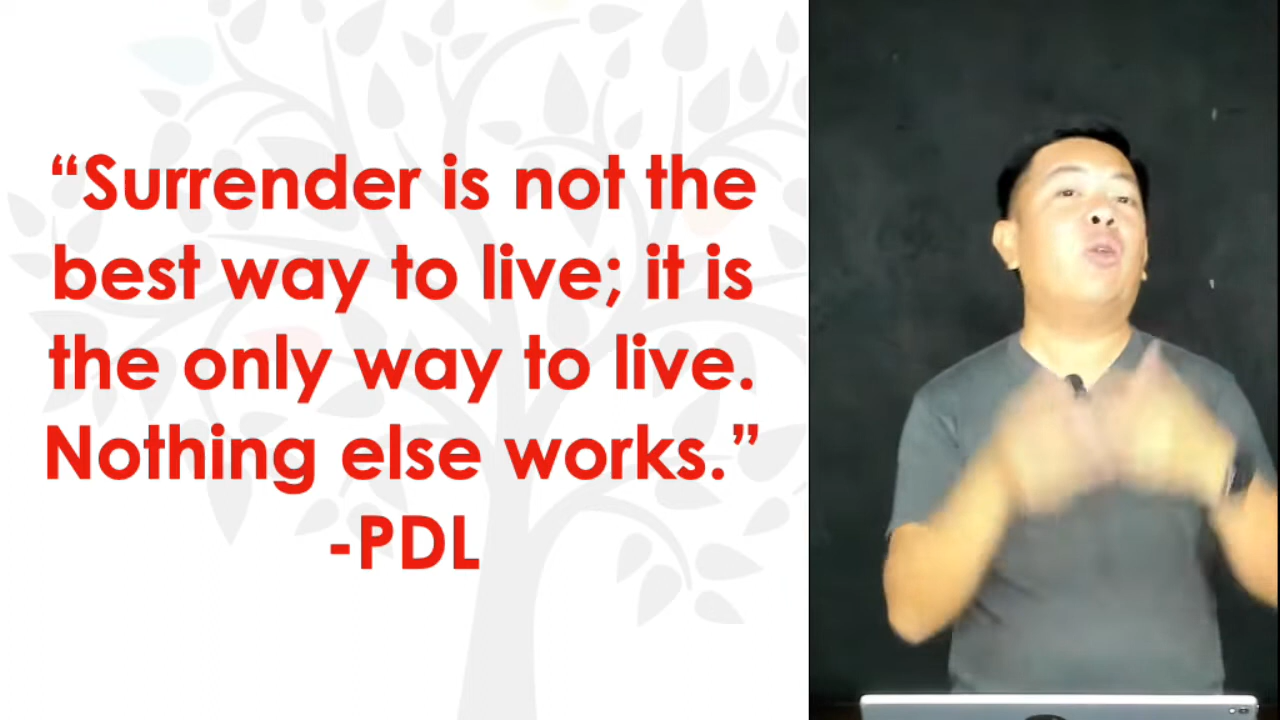 “Surrender is not the
best way to live; it is
the only way to live.
Nothing else works.”
-PDL